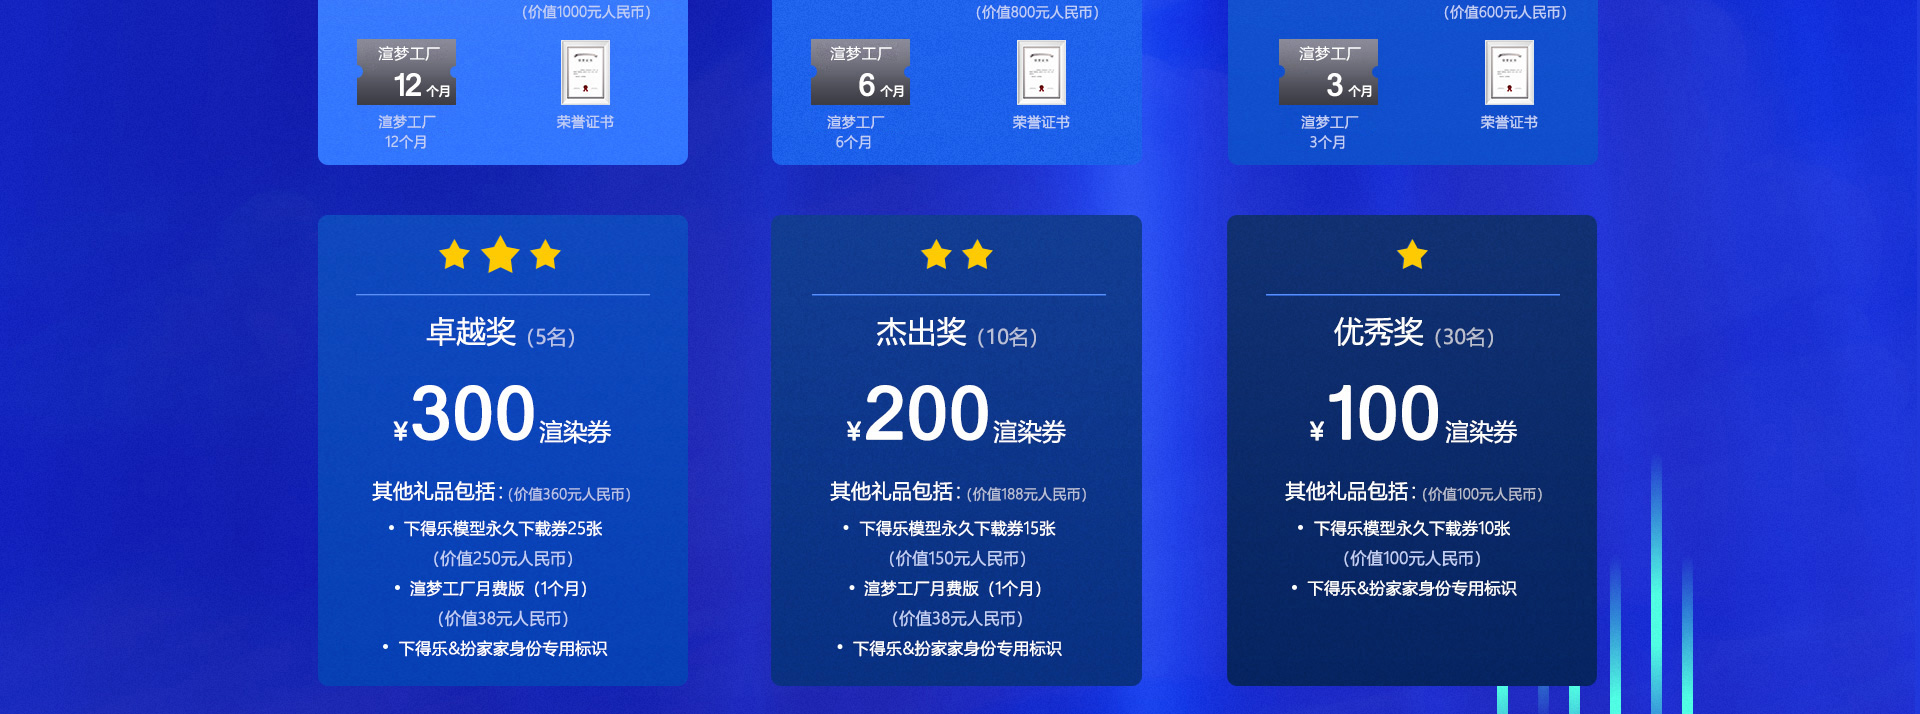 （价值1000元人民币）
渲梦工厂
12 个月
渲梦工厂
12个月
荣誉证书
（价值800元人民币）
渲梦工厂
6 个月
渲梦工厂
6个月
荣誉证书
（价值600元人民币）
渲梦工厂
3 个月
渲梦工厂
3个月
荣誉证书
卓越奖（5名）
¥300渲染券
其他礼品包括：（价值360元人民币）
• 下得乐模型永久下载券25张
（价值250元人民币）
• 渲梦工厂月费版（1个月）
（价值38元人民币）
• 下得乐&扮家家身份专用标识
杰出奖（10名）
¥200渲染券
其他礼品包括：（价值188元人民币）
• 下得乐模型永久下载券15张
（价值150元人民币）
• 渲梦工厂月费版（1个月）
（价值38元人民币）
• 下得乐&扮家家身份专用标识
优秀奖（30名）
¥100渲染券
其他礼品包括：（价值100元人民币）
• 下得乐模型永久下载券10张
（价值100元人民币）
• 下得乐&扮家家身份专用标识